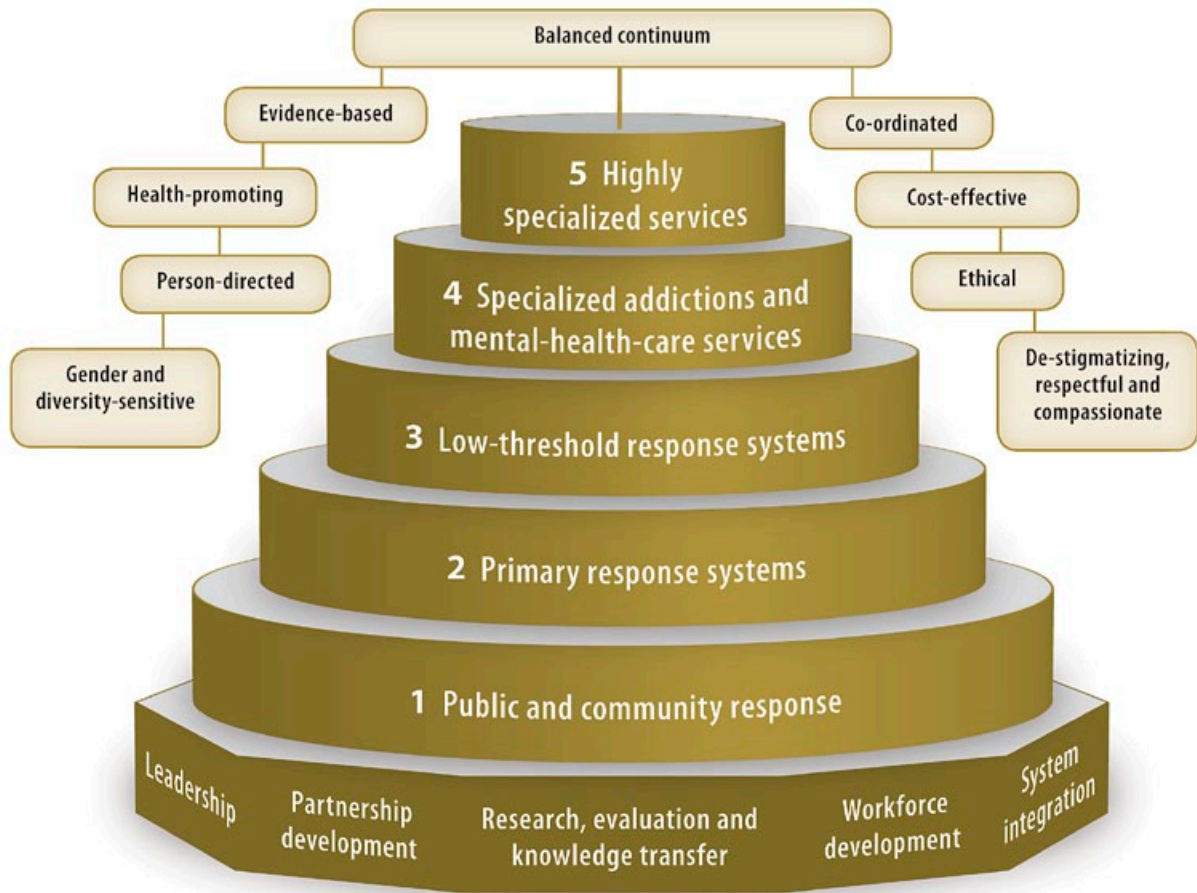 Balanced continuum
Evidence-based
Co-ordinated
Health-promoting
Cost-effective
Person-directed
Ethical
Gender and
diversity-sensitive
De-stigmatizing,
respectful and
compassionate
5 Highly
specialized services
4 Specialized addictions and
mental-health-care services
3 Low-threshold response systems
2 Primary response systems
1 Public and community response
Leadership
Partnership
development
Research, evaluation and
knowledge transfer
Workforce
development
System
integration